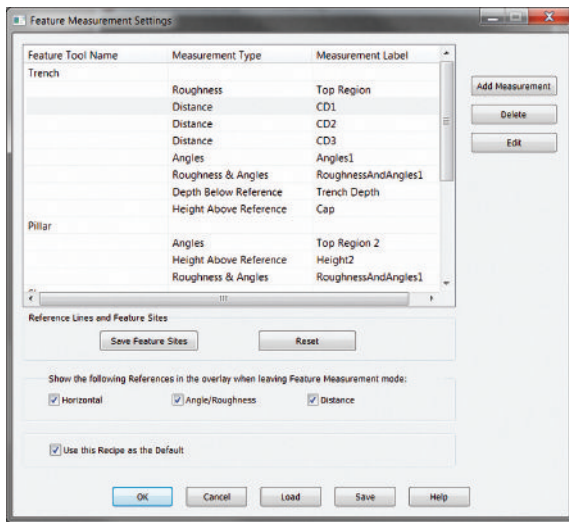 Feature Measurement Settings
Feature Tool Name Measurement Type Measurement Label
Trench
Roughness Top Region
Distance CD1
Distance CD2
Distance CD3
Angles Angles1
Roughness & Angles RoughnessAndAngles1
Depth Below Reference Trench Depth
Height Above Reference Cap
Pillar
Angles Top Region 2
Height Above Reference Height2
Roughness & Angles RoughnessAndAngles1
Add Measurement
Delete
Edit
Reference Lines and Feature Sites
Save Feature Sites Reset
Show the following References in the overlay when leaving Feature Measurement mode:
Horizontal Angle/Roughness Distance
Use this Recipe as the Default
OK Cancel Load Save Help